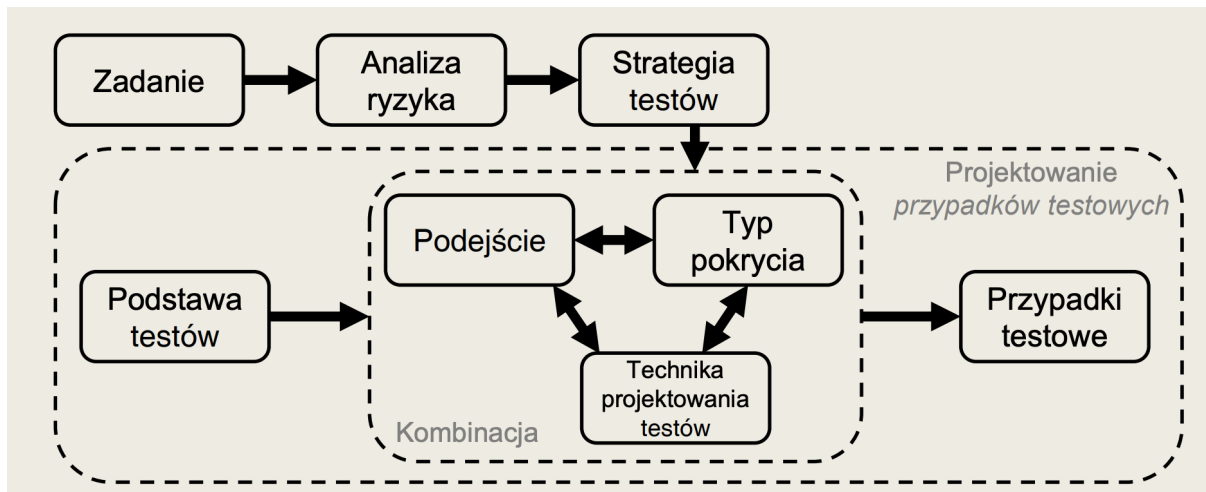 Zadanie
Analiza
ryzyka
Strategia
testów
Projektowanie
przypadków testowych
Podejście
Typ
pokrycia
Podstawa
testów
Przypadki
testowe
Technika
projektowania
testów
Kombinacja